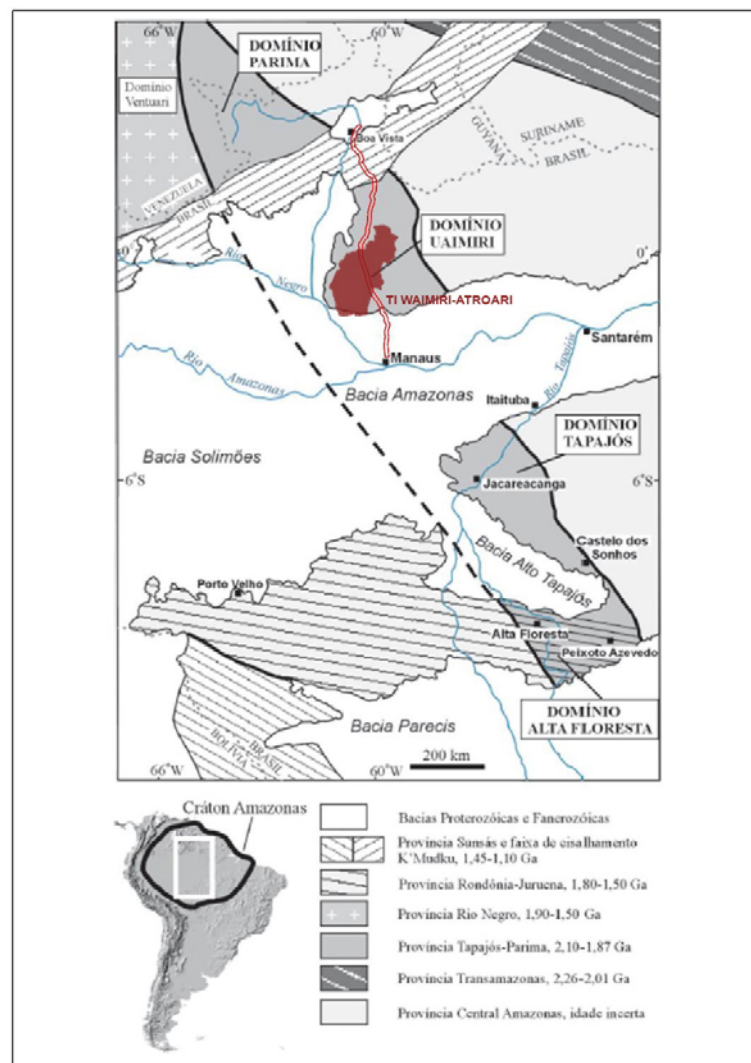 66°W
60°W
DOMÍNIO
PARIMA
Domínio
Ventuari
Boa Vista
GUYANA
SURINAME
BRASIL
VENEZUELA
BRASIL
DOMÍNIO
UAIMIRI
0°
0°
Rio
Negro
TI WAIMIRI-ATROARI
Santarém
Manaus
Rio
Amazonas
Rio Tapajós
Bacia Amazonas
Itaituba
DOMÍNIO
TAPAJÓS
Bacia Solimões
6°S
Jacareacanga
6°S
Castelo dos
Sonhos
Bacia Alto Tapajós
Porto Velho
Alta Floresta
Peixoto Azevedo
DOMÍNIO
ALTA FLORESTA
Bacia Parecis
BRASIL
BOLÍVIA
200 km
66°W
60°W
Cráton Amazonas
Bacias Proterozóicas e Fanerozóicas
Província Sunsás e faixa de cisalhamento
K'Mudku, 1,45-1,10 Ga
Província Rondônia-Juruena, 1,80-1,50 Ga
Província Rio Negro, 1,90-1,50 Ga
Província Tapajós-Parima, 2,10-1,87 Ga
Província Transamazonas, 2,26-2,01 Ga
Província Central Amazonas, idade incerta